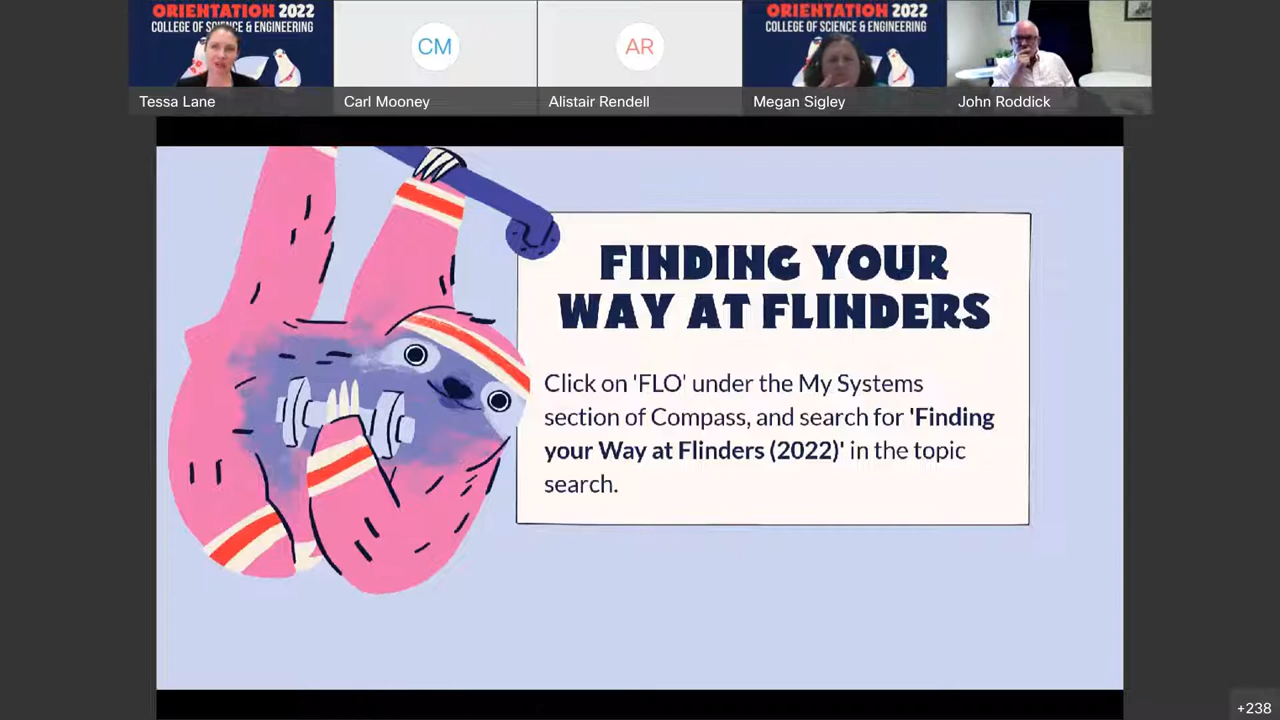 ORIENTATION 2022
COLLEGE OF SCIENCE & ENGINEERING
CM
AR
ORIENTATION 2022
COLLEGE OF SCIENCE & ENGINEERING
Tessa Lane
Carl Mooney
Alistair Rendell
Megan Sigley
John Roddick
FINDING YOUR
WAY AT FLINDERS
Click on 'FLO' under the My Systems
section of Compass, and search for 'Finding
your Way at Flinders (2022)' in the topic
search.
+238